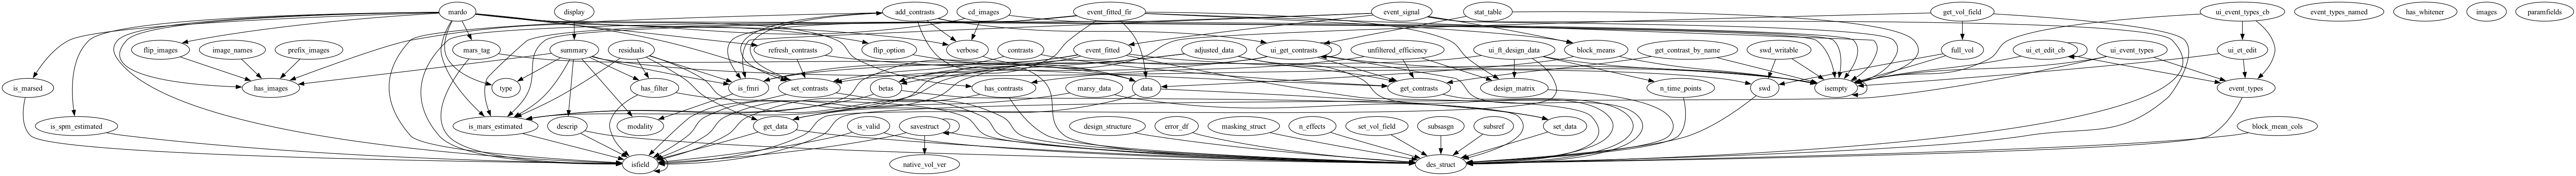 mardo display add_contrasts cd_images event_fitted_fir event_signal stat_table get_vol_field ui_event_types_cb event_types_named has_whitener images paramfields
flip_images image_names prefix_images mars_tag summary residuals refresh_contrasts flip_option verbose contrasts event_fitted adjusted_data ui_get_contrasts unfiltered_efficiency ui_ft_design_data block_means get_contrast_by_name swd_writable full_vol ui_et_edit_cb ui_event_types ui_et_edit
is_marsed has_images type has_filter is_fmri set_contrasts betas has_contrasts data get_contrasts design_matrix n_time_points swd isempty event_types
is_spm_estimated is_mars_estimated descrip modality get_data is_valid savestruct design_structure error_df masking_struct n_effects set_vol_field subsasgn subsref set_data block_mean_cols
isfield native_vol_ver des_struct